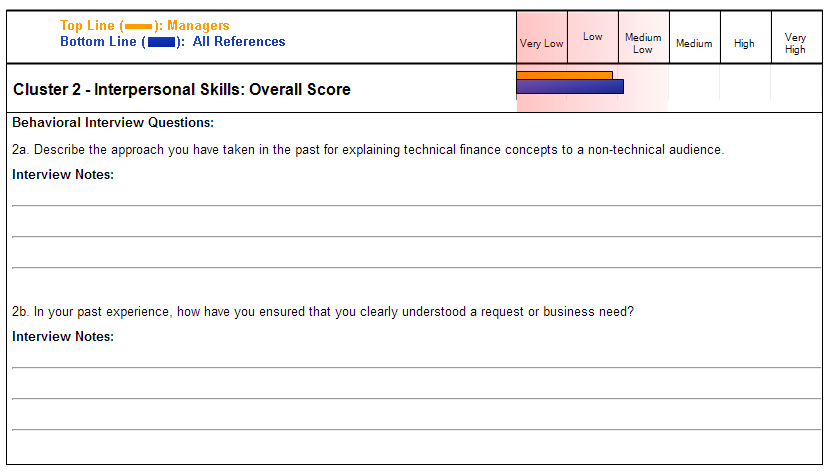 Top Line ( ): Managers
Bottom Line ( ): All References
Very Low
Low
Medium
Low
Medium
High
Very
High
Cluster 2 - Interpersonal Skills: Overall Score
Behavioral Interview Questions:
2a. Describe the approach you have taken in the past for explaining technical finance concepts to a non-technical audience.
Interview Notes:
2b. In your past experience, how have you ensured that you clearly understood a request or business need?
Interview Notes: